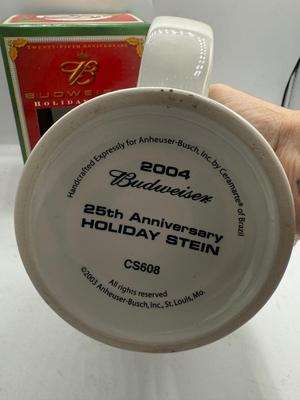 TWENTY-FIFTH ANNIVERSARY
B
BUDWEISER
HOLIDAY
Handcrafted Expressly for Anheuser-Busch, Inc. by Ceramarte® of Brazil
2004
Budweiser
25th Anniversary
HOLIDAY STEIN
CS608
All rights reserved
©2003 Anheuser-Busch, Inc., St. Louis, Mo.